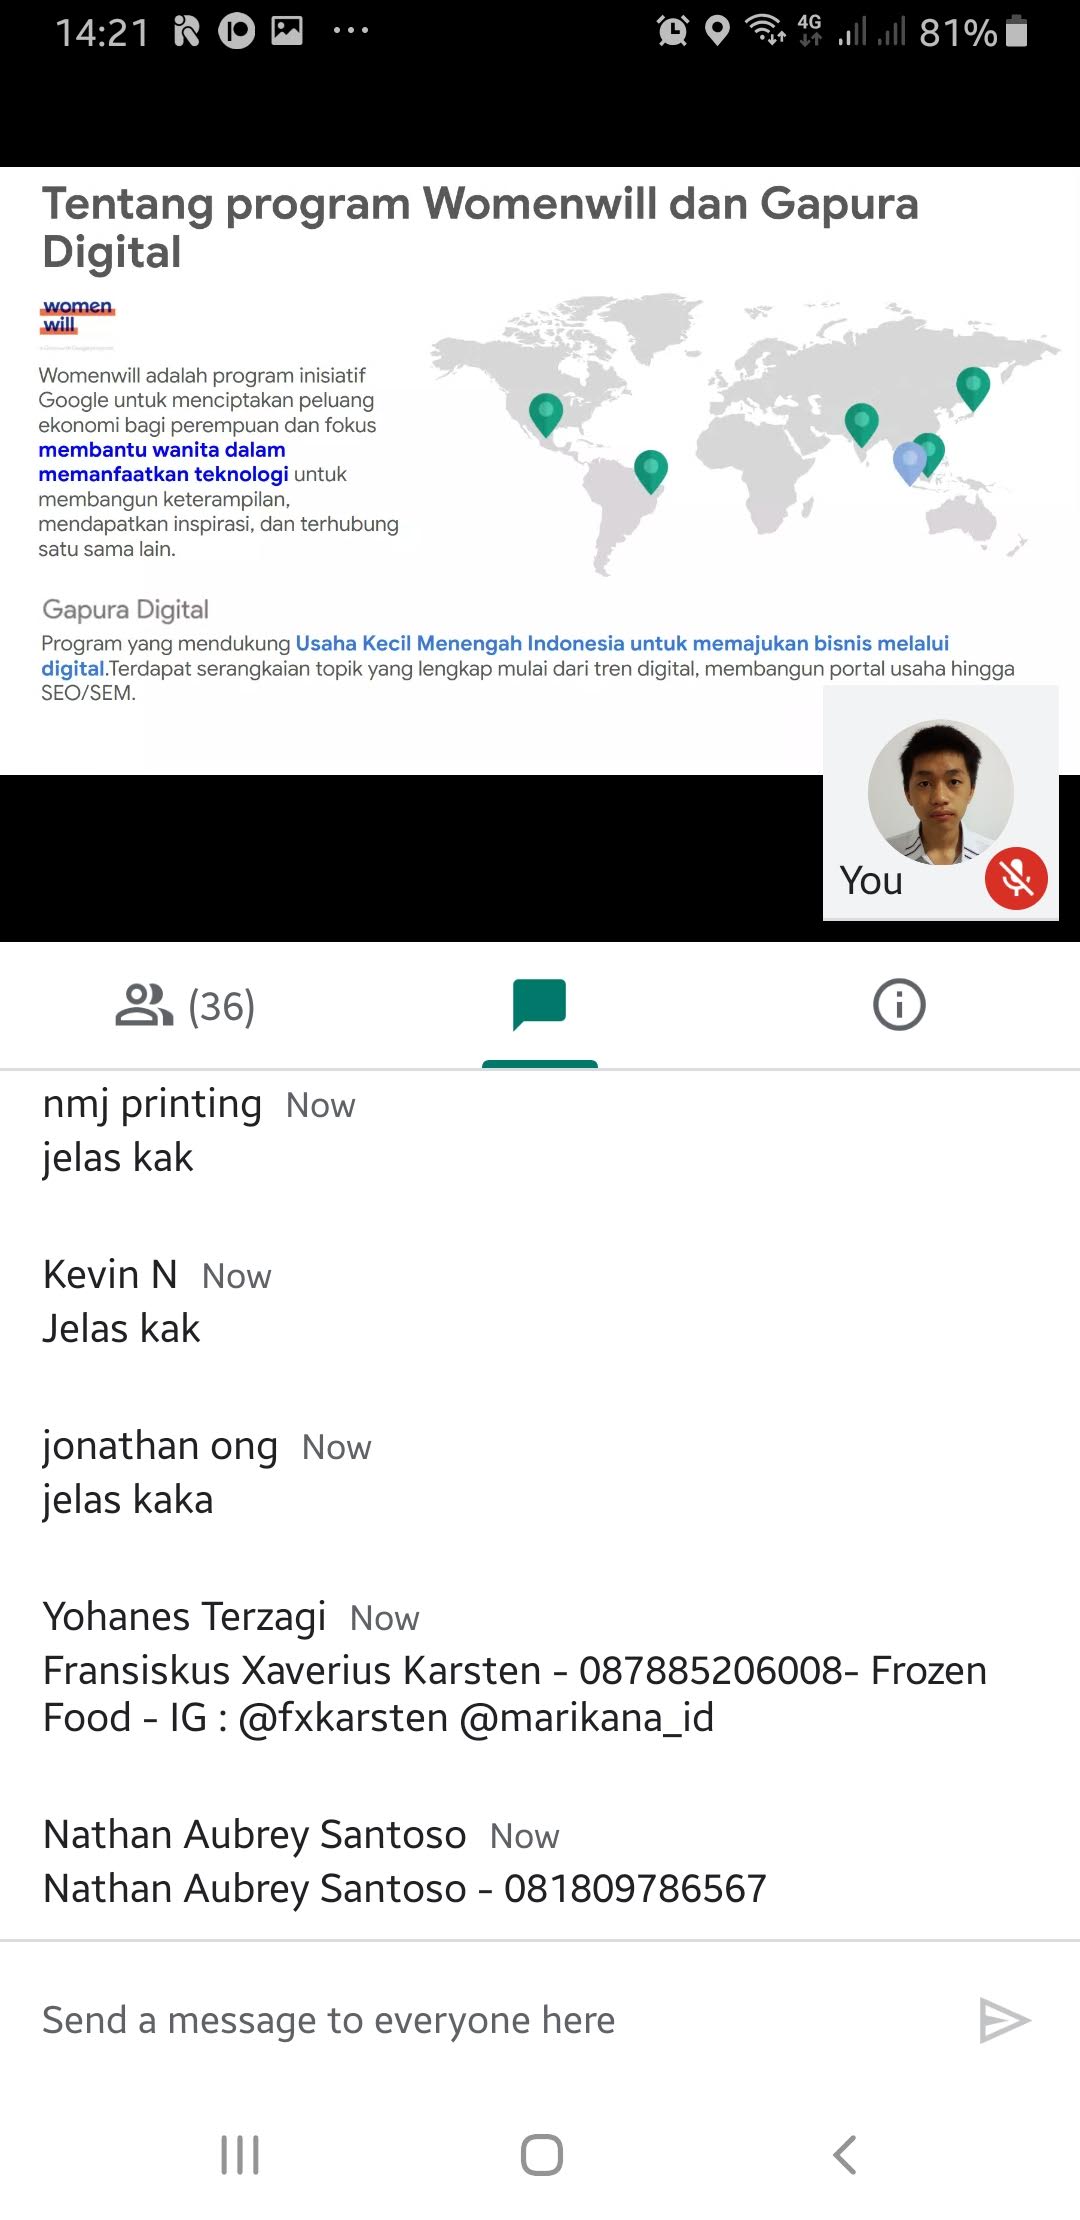 14:21
4G
81%
Tentang program Womenwill dan Gapura
Digital
women
will
Womenwill adalah program inisiatif
Google untuk menciptakan peluang
ekonomi bagi perempuan dan fokus
membantu wanita dalam
memanfaatkan teknologi untuk
membangun keterampilan,
mendapatkan inspirasi, dan terhubung
satu sama lain.
Gapura Digital
Program yang mendukung Usaha Kecil Menengah Indonesia untuk memajukan bisnis melalui
digital.Terdapat serangkaian topik yang lengkap mulai dari tren digital, membangun portal usaha hingga
SEO/SEM.
You
(36)
nmj printing Now
jelas kak
Kevin N Now
Jelas kak
jonathan ong Now
jelas kaka
Yohanes Terzagi Now
Fransiskus Xaverius Karsten - 087885206008- Frozen
Food - IG : @fxkarsten @marikana_id
Nathan Aubrey Santoso Now
Nathan Aubrey Santoso - 081809786567
Send a message to everyone here